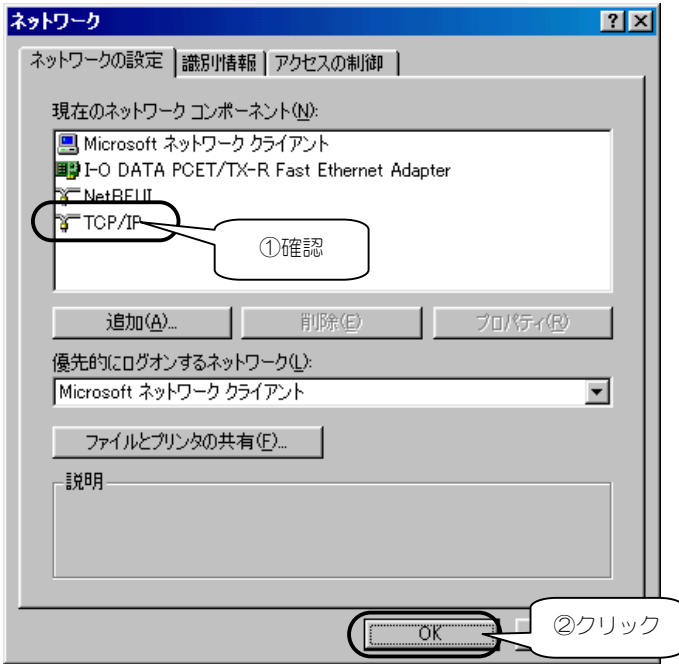 ネットワーク
ネットワークの設定 識別情報 アクセスの制御
現在のネットワーク コンポーネント(N):
Microsoft ネットワーク クライアント
I-O DATA PCET/TX-R Fast Ethernet Adapter
NetBEUI
TCP/IP
①確認
追加(A)... 削除(E) プロパティ(R)
優先的にログオンするネットワーク(L):
Microsoft ネットワーク クライアント
ファイルとプリンタの共有(F)...
説明
OK
②クリック